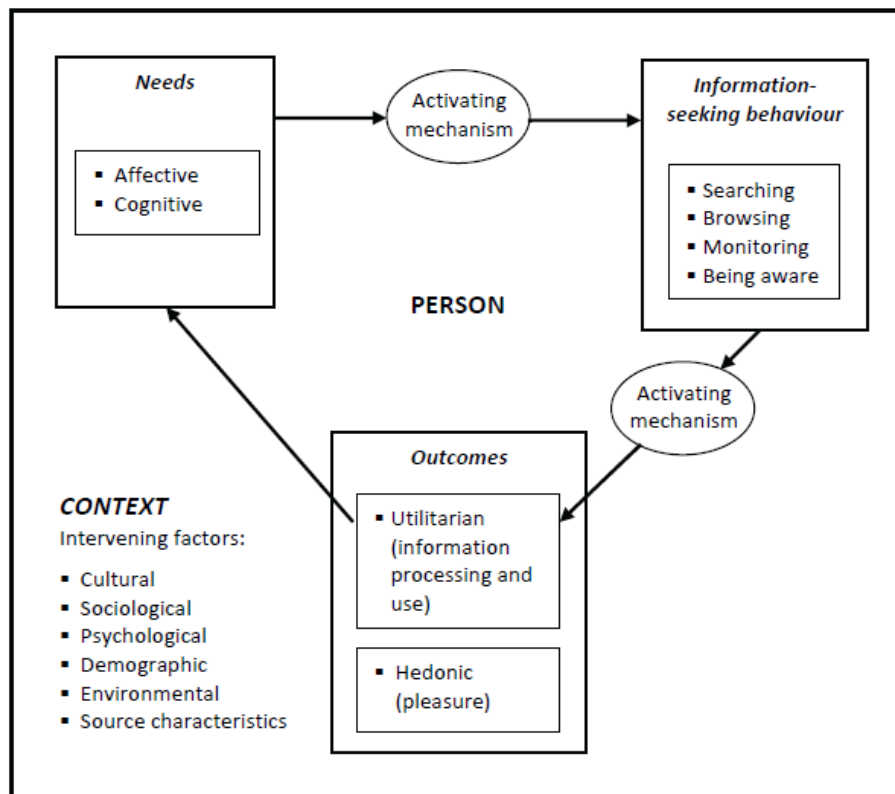 Needs
▪ Affective
▪ Cognitive
Activating
mechanism
Information-
seeking behaviour
▪ Searching
▪ Browsing
▪ Monitoring
▪ Being aware
PERSON
Activating
mechanism
Outcomes
▪ Utilitarian
(information
processing and
use)
▪ Hedonic
(pleasure)
CONTEXT
Intervening factors:
▪ Cultural
▪ Sociological
▪ Psychological
▪ Demographic
▪ Environmental
▪ Source characteristics